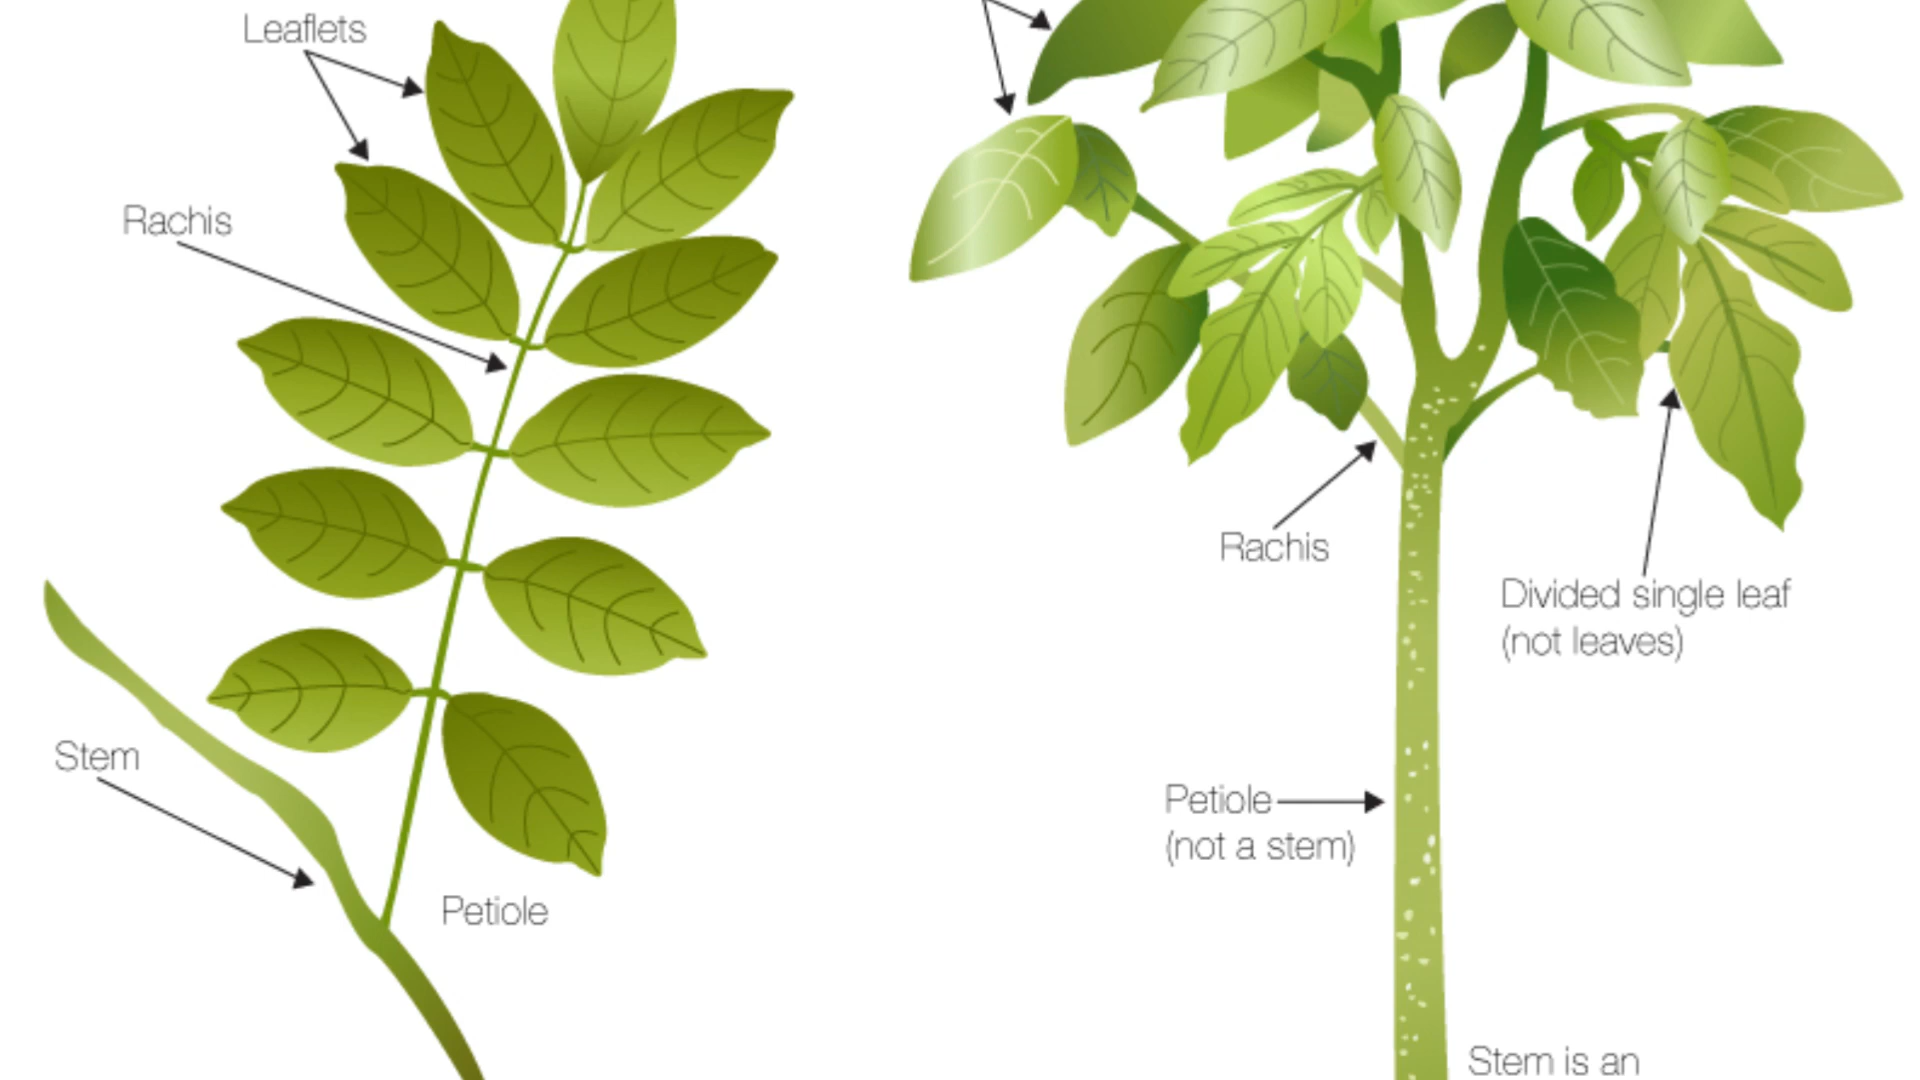 Leaflets
Rachis
Stem
Petiole
Rachis
Divided single leaf
(not leaves)
Petiole
(not a stem)
Stem is an